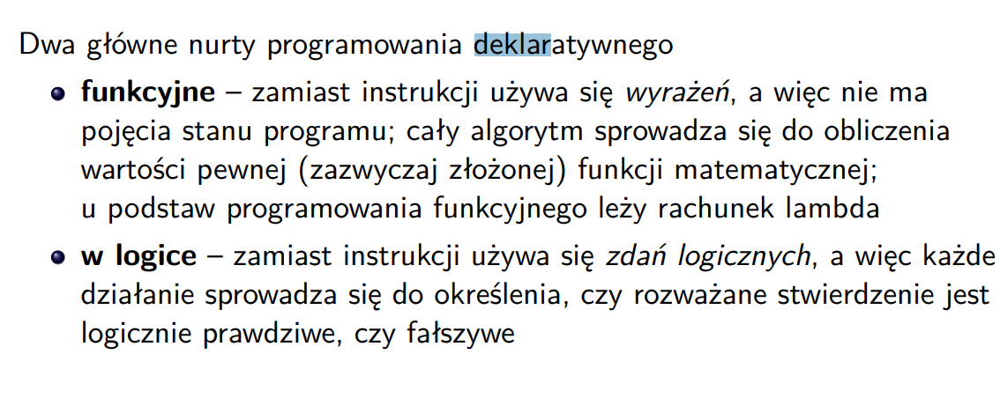 Dwa główne nurty programowania deklaratywnego
funkcyjne – zamiast instrukcji używa się wyrażeń, a więc nie ma
pojęcia stanu programu; cały algorytm sprowadza się do obliczenia
wartości pewnej (zazwyczaj złożonej) funkcji matematycznej;
u podstaw programowania funkcyjnego leży rachunek lambda
w logice – zamiast instrukcji używa się zdań logicznych, a więc każde
działanie sprowadza się do określenia, czy rozważane stwierdzenie jest
logicznie prawdziwe, czy fałszywe